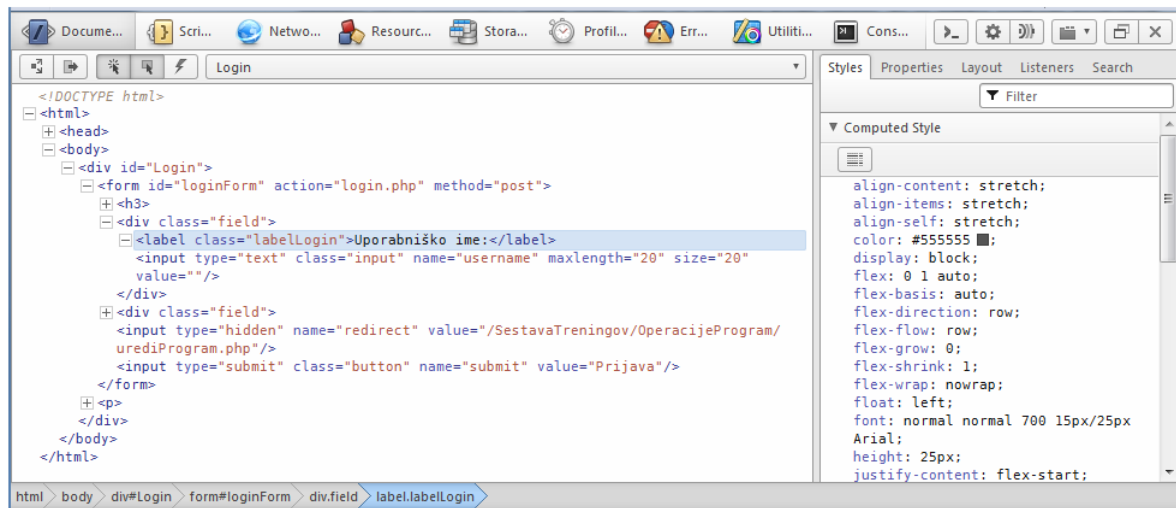 Docume... Scri... Netwo... Resourc... Stora... Profil... Err... Utiliti... Cons...
Login
<!DOCTYPE html>
<html>
<head>
<body>
<div id="Login">
<form id="loginForm" action="login.php" method="post">
<h3>
<div class="field">
<label class="labelLogin">Uporabniško ime:</label>
<input type="text" class="input" name="username" maxlength="20" size="20"
value=""/>
</div>
<div class="field">
<input type="hidden" name="redirect" value="/SestavaTreningov/OperacijeProgram/
urediProgram.php"/>
<input type="submit" class="button" name="submit" value="Prijava"/>
</form>
<p>
</div>
</body>
</html>
html body div#Login form#loginForm div.field label.labelLogin
Styles Properties Layout Listeners Search
Filter
Computed Style
align-content: stretch;
align-items: stretch;
align-self: stretch;
color: #555555 ;
display: block;
flex: 0 1 auto;
flex-basis: auto;
flex-direction: row;
flex-flow: row;
flex-grow: 0;
flex-shrink: 1;
flex-wrap: nowrap;
float: left;
font: normal normal 700 15px/25px
Arial;
height: 25px;
justify-content: flex-start;